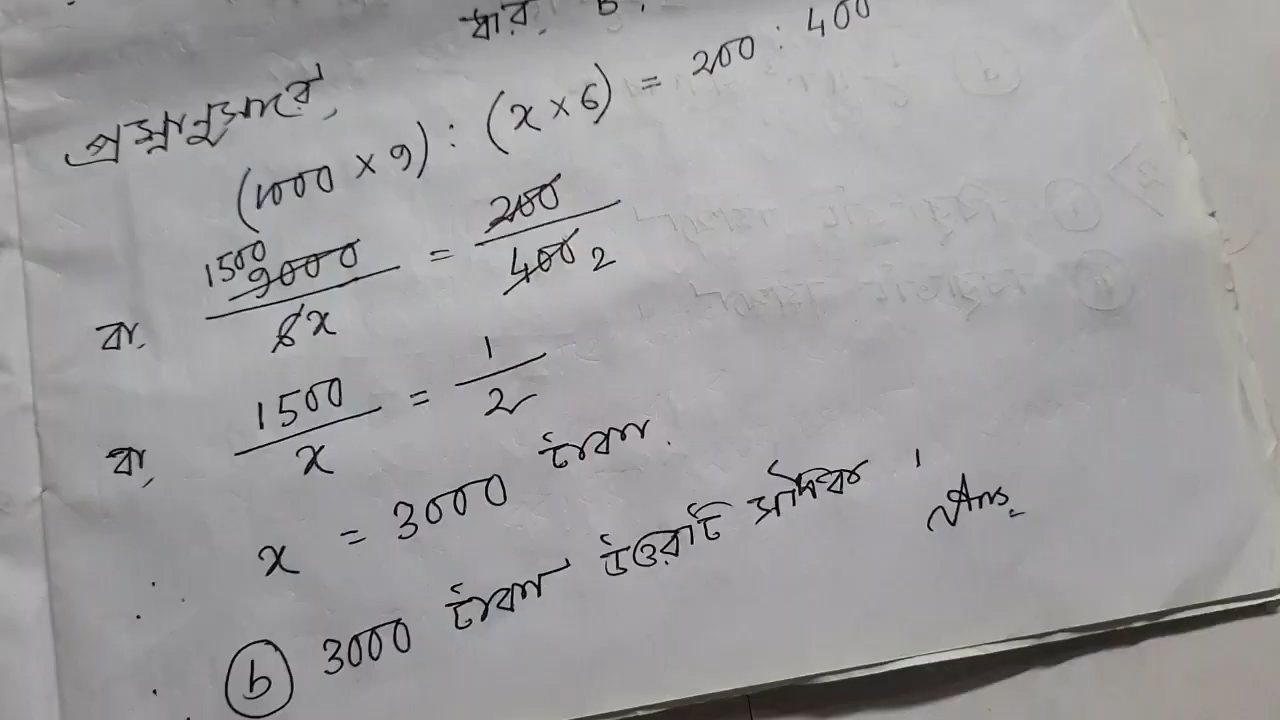 ধরি, b.
প্রশ্নানুসারে,
(1000 × 9) : (x × 6) = 200 : 400
বা, 1500 9000 / 6x = 200 / 400 2
বা, 1500 / x = 1 / 2
∴ x = 3000 টাকা.
∴ (b) 3000 টাকা উত্তরটি সঠিক । Ans.